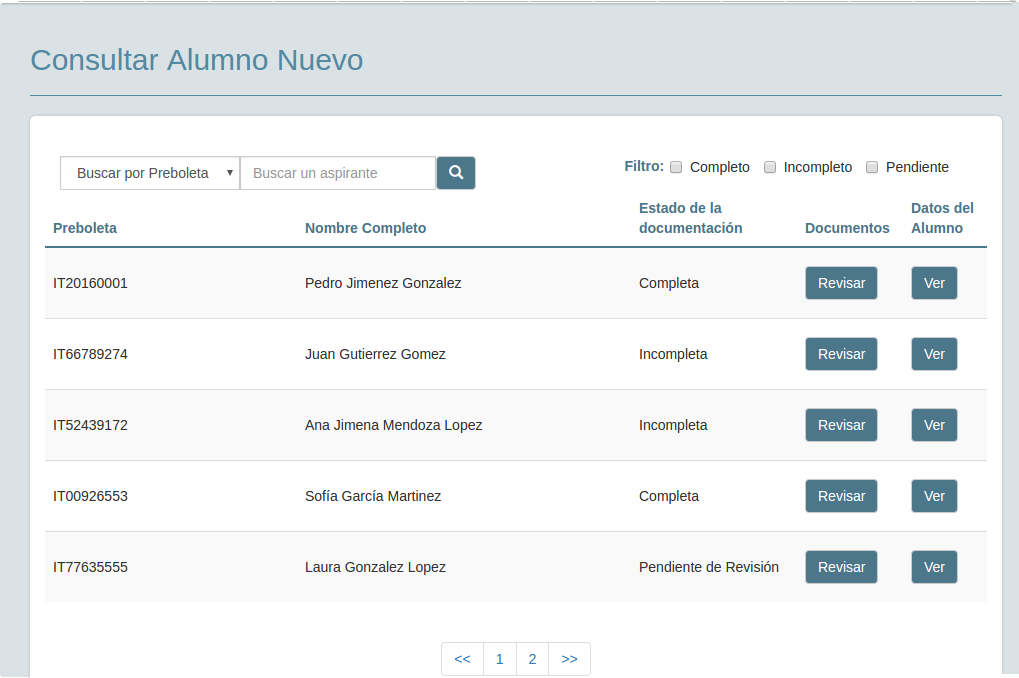 Consultar Alumno Nuevo
Buscar por Preboleta Buscar un aspirante Filtro: Completo Incompleto Pendiente
Preboleta Nombre Completo Estado de la documentación Documentos Datos del Alumno
IT20160001 Pedro Jimenez Gonzalez Completa Revisar Ver
IT66789274 Juan Gutierrez Gomez Incompleta Revisar Ver
IT52439172 Ana Jimena Mendoza Lopez Incompleta Revisar Ver
IT00926553 Sofía García Martinez Completa Revisar Ver
IT77635555 Laura Gonzalez Lopez Pendiente de Revisión Revisar Ver
<< 1 2 >>